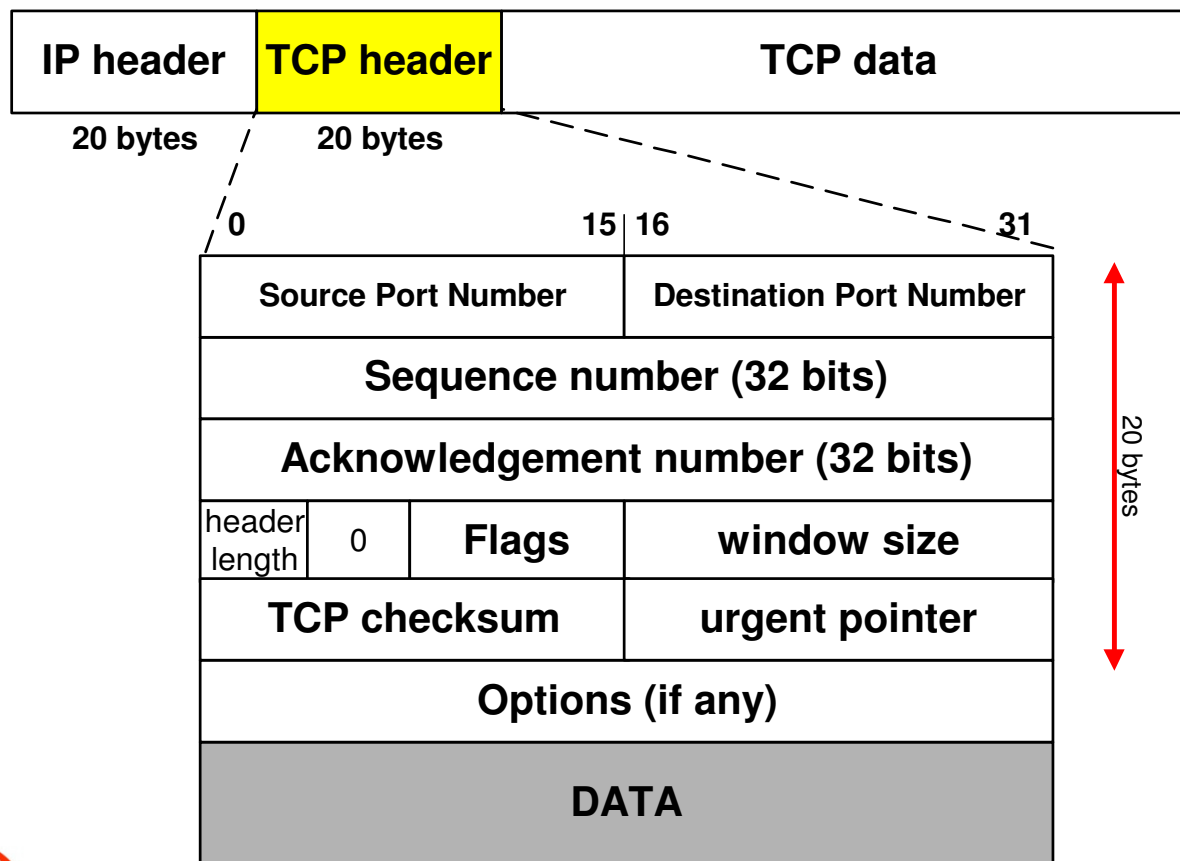 IP header
TCP header
TCP data
20 bytes
20 bytes
0
15
16
31
Source Port Number
Destination Port Number
Sequence number (32 bits)
Acknowledgement number (32 bits)
header
length
0
Flags
window size
TCP checksum
urgent pointer
Options (if any)
DATA
20 bytes